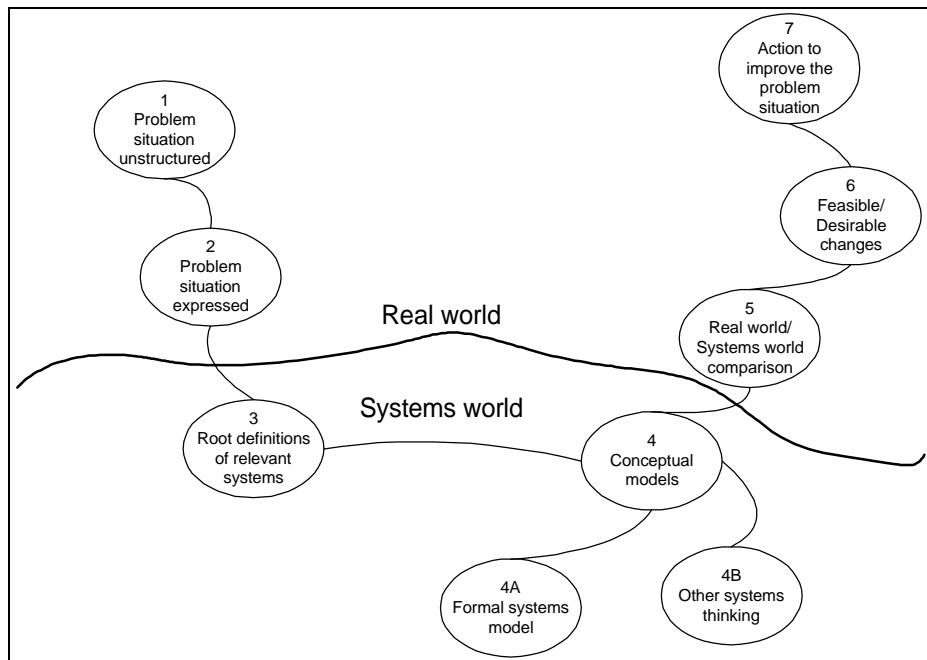 1
Problem
situation
unstructured
2
Problem
situation
expressed
Real world
Systems world
3
Root definitions
of relevant
systems
4
Conceptual
models
4A
Formal systems
model
4B
Other systems
thinking
5
Real world/
Systems world
comparison
6
Feasible/
Desirable
changes
7
Action to
improve the
problem
situation